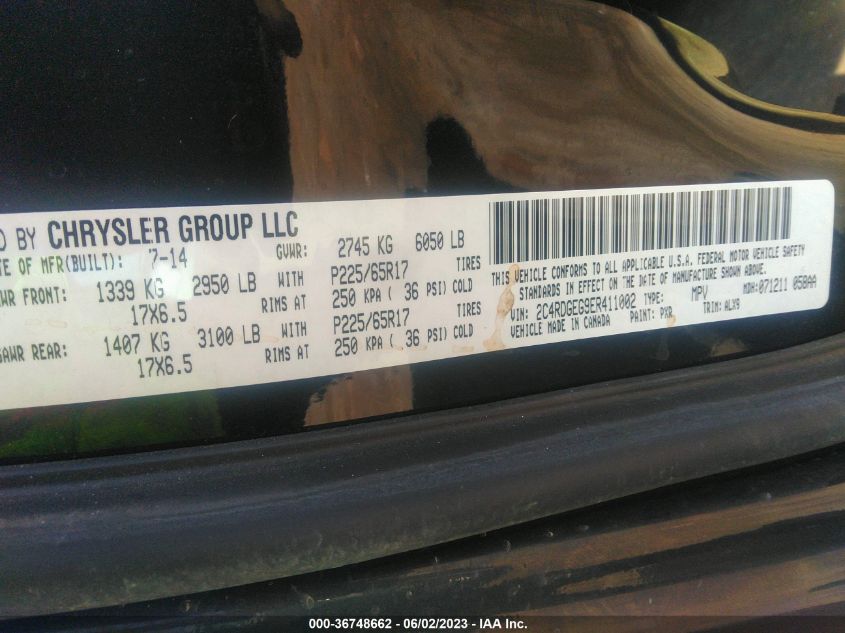 D BY CHRYSLER GROUP LLC
TE OF MFR(BUILT): 7-14 GVWR: 2745 KG 6050 LB
WR FRONT: 1339 KG 2950 LB WITH P225/65R17 TIRES
17X6.5 RIMS AT 250 KPA ( 36 PSI) COLD
GAWR REAR: 1407 KG 3100 LB WITH P225/65R17 TIRES
17X6.5 RIMS AT 250 KPA ( 36 PSI) COLD
THIS VEHICLE CONFORMS TO ALL APPLICABLE U.S.A. FEDERAL MOTOR VEHICLE SAFETY
STANDARDS IN EFFECT ON THE DATE OF MANUFACTURE SHOWN ABOVE.
VIN: 2C4RDGEG9ER411002 TYPE: MPV MDH: 071211 058AA
VEHICLE MADE IN CANADA PAINT: PXR TRIM: ALX9
000-36748662 - 06/02/2023 - IAA Inc.